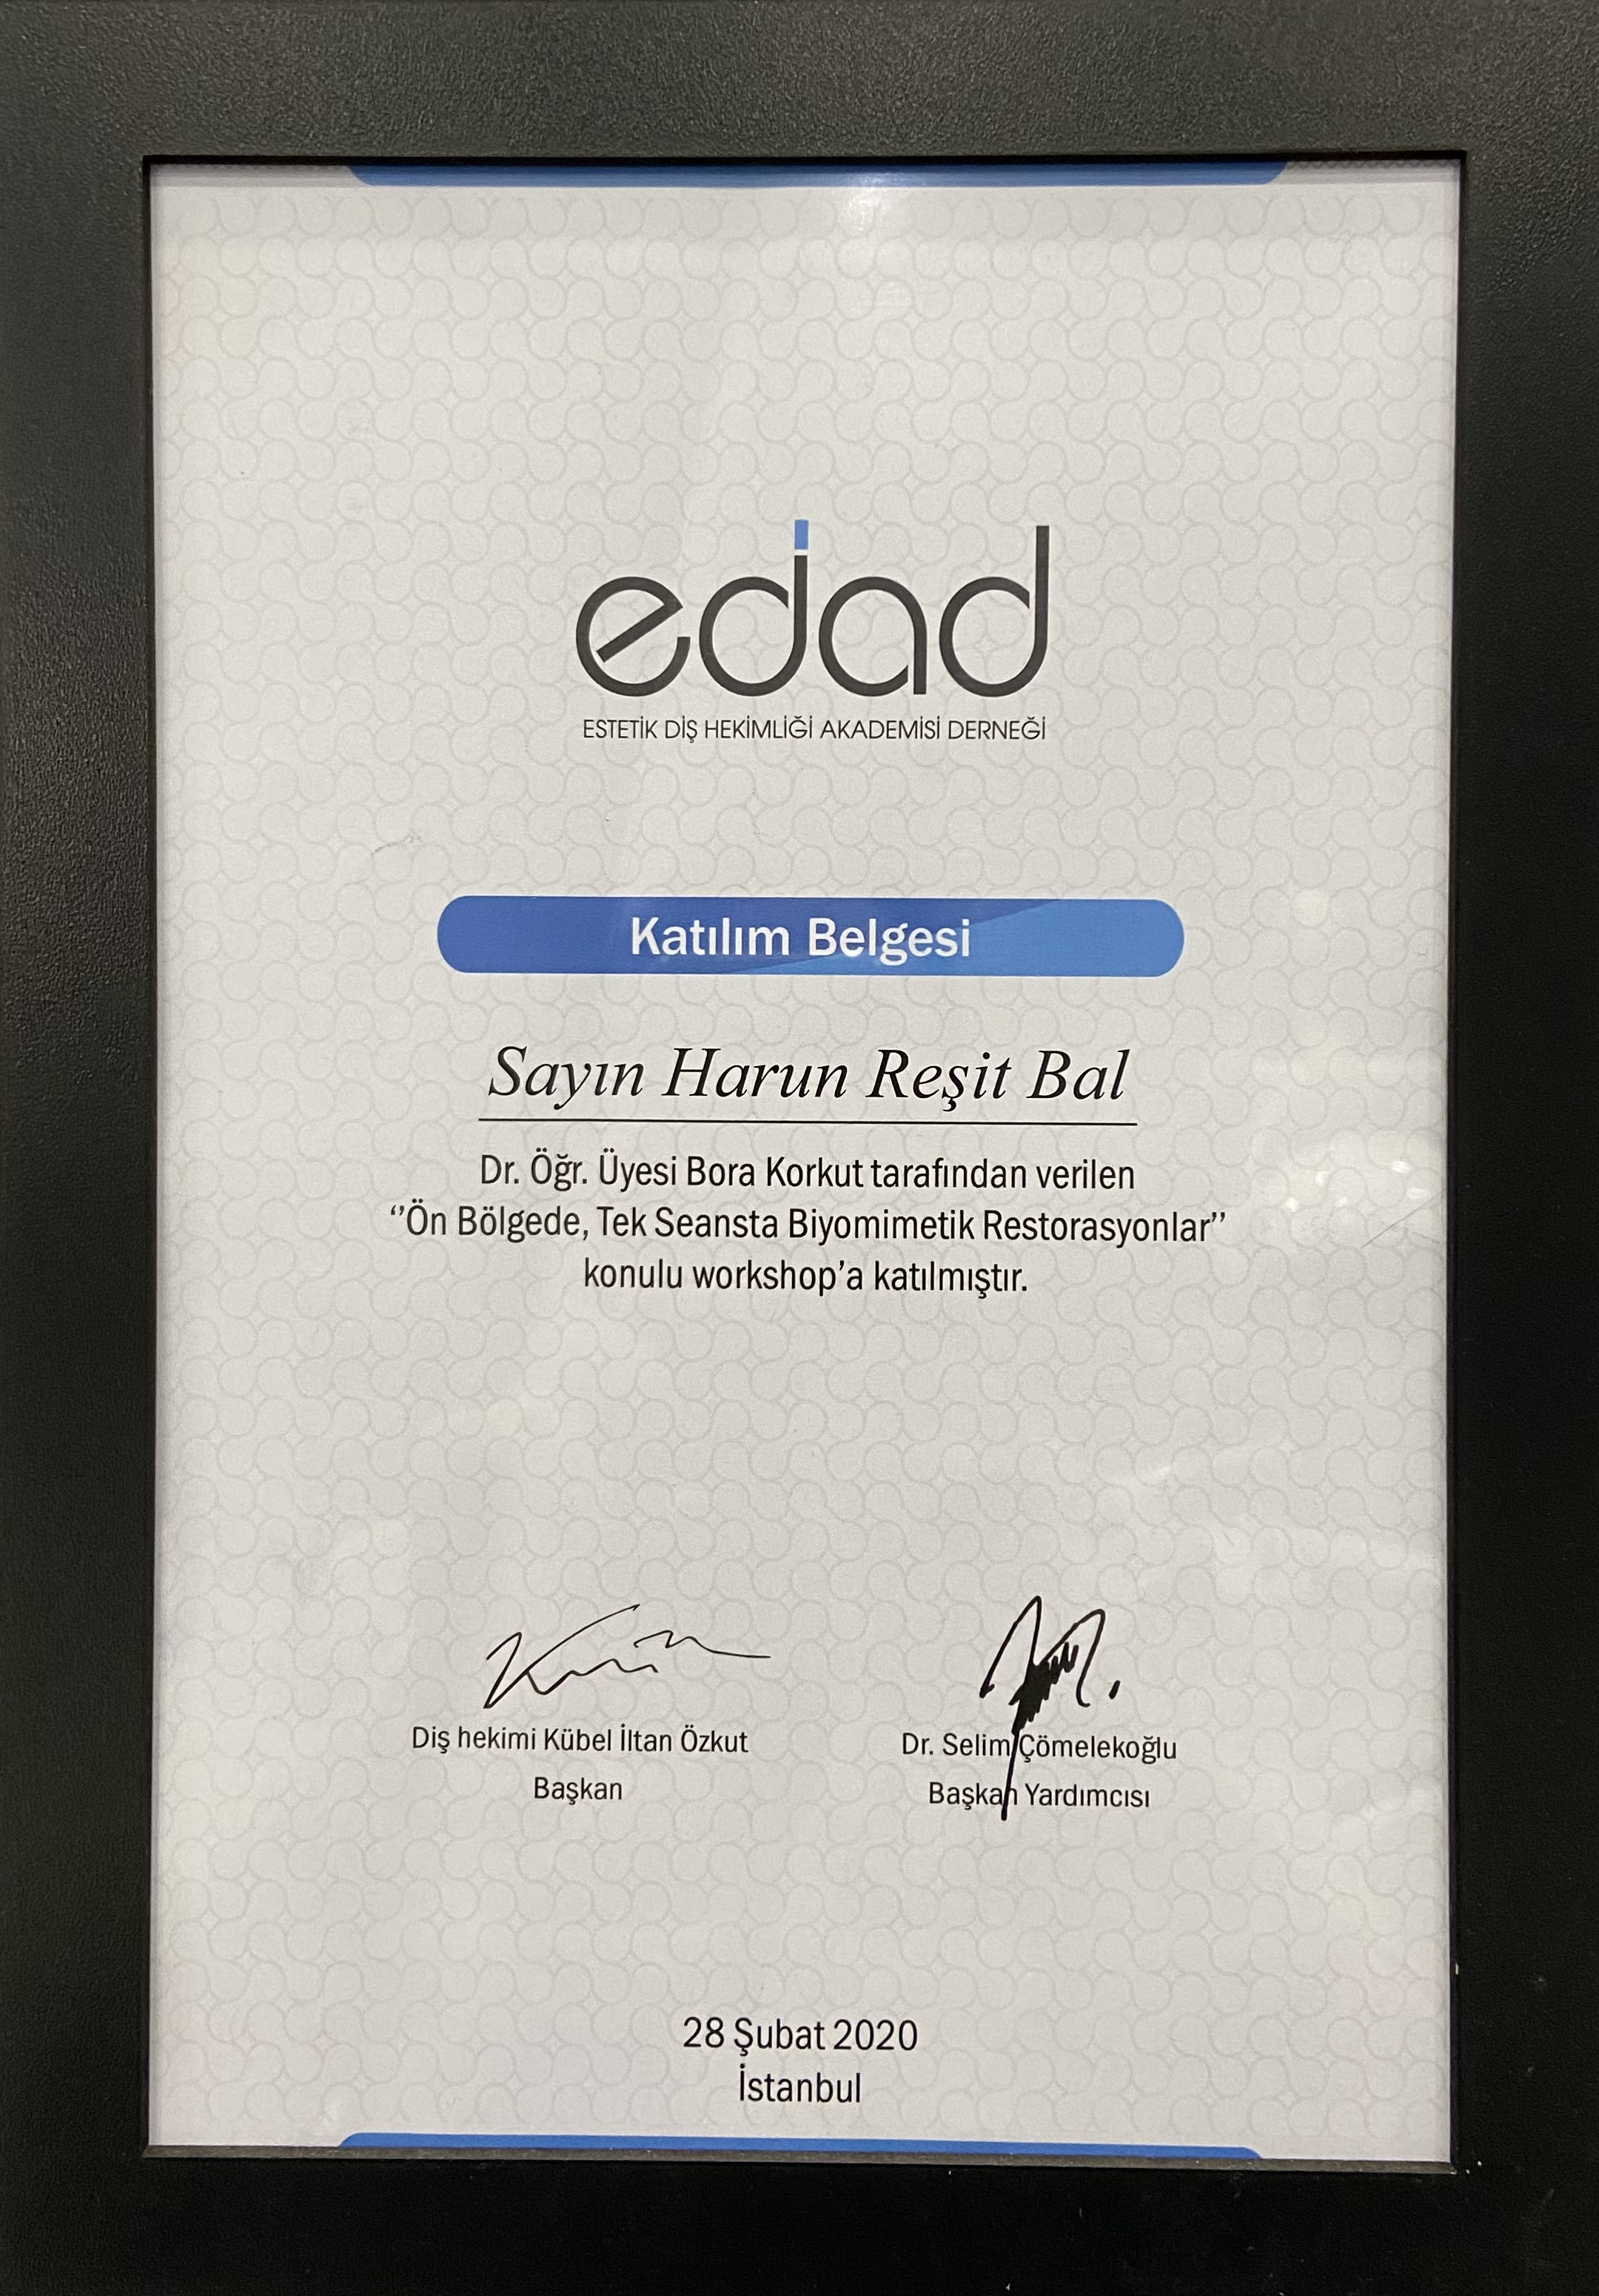 edad
ESTETİK DİŞ HEKİMLİĞİ AKADEMİSİ DERNEĞİ
Katılım Belgesi
Sayın Harun Reşit Bal
Dr. Öğr. Üyesi Bora Korkut tarafından verilen
‘’Ön Bölgede, Tek Seansta Biyomimetik Restorasyonlar’’
konulu workshop’a katılmıştır.
Diş hekimi Kübel İltan Özkut
Başkan
Dr. Selim Çömelekoğlu
Başkan Yardımcısı
28 Şubat 2020
İstanbul